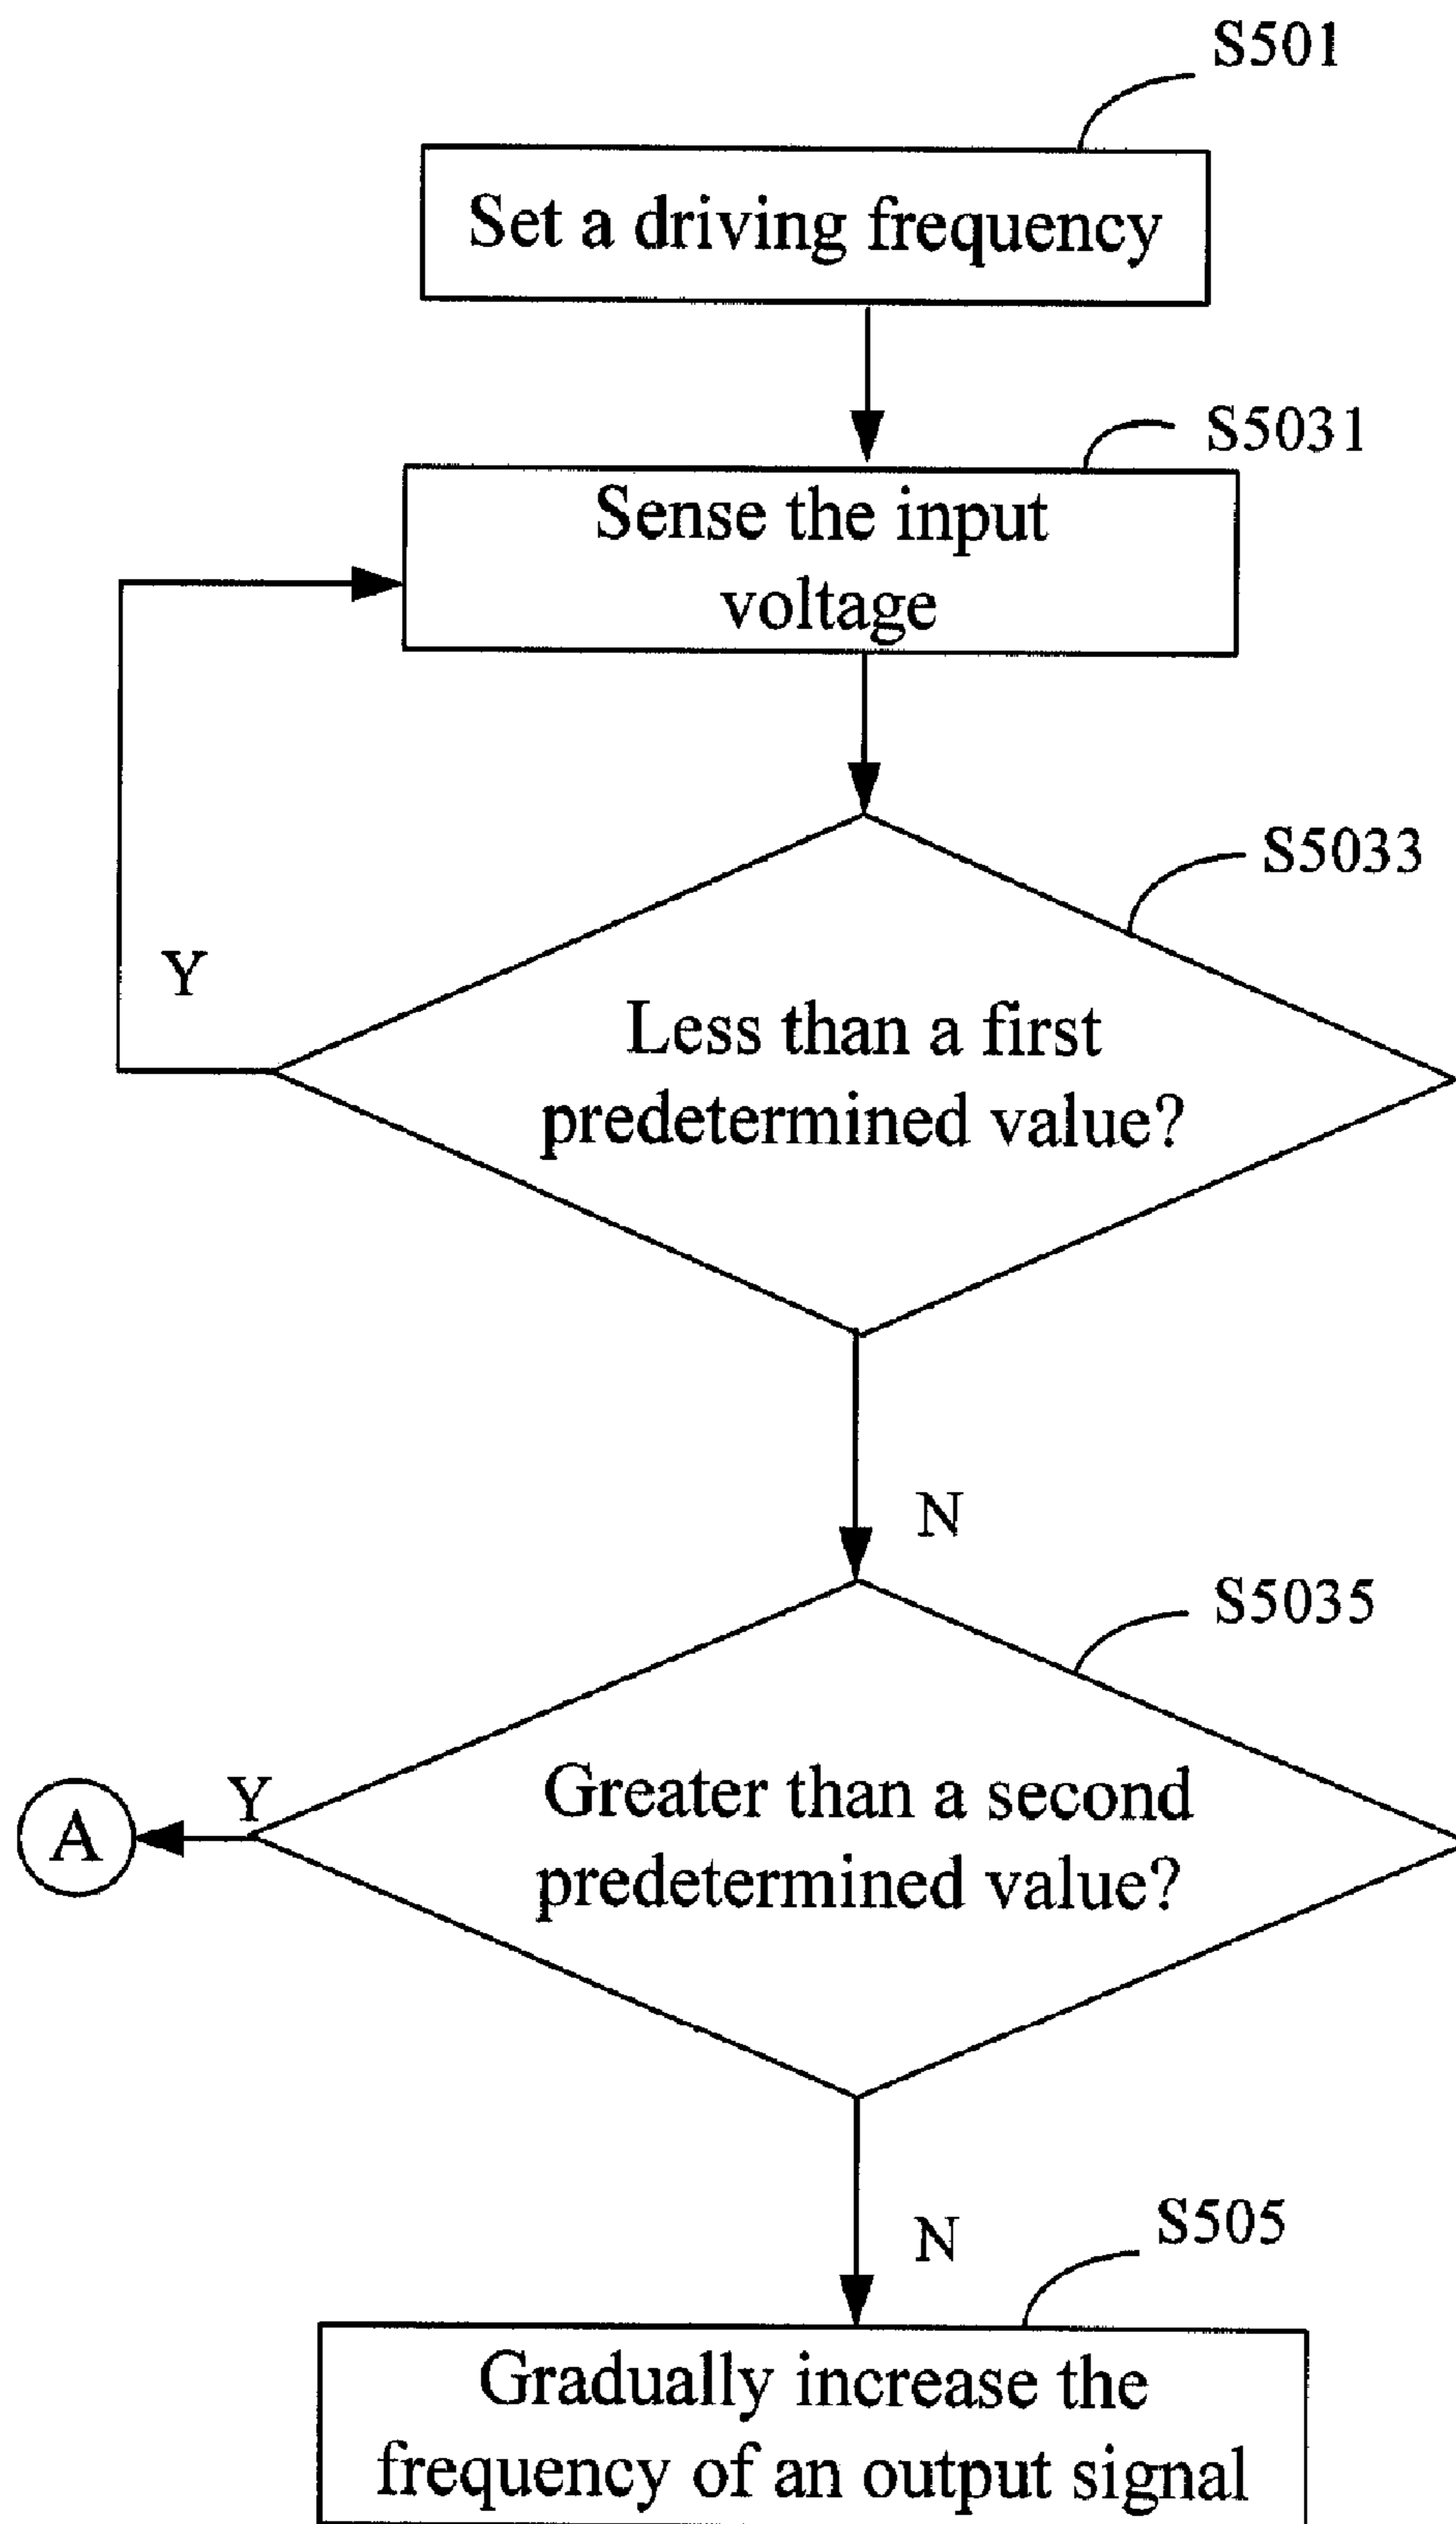 S501
Set a driving frequency
S5031
Sense the input
voltage
S5033
Y
Less than a first
predetermined value?
N
S5035
A
Y
Greater than a second
predetermined value?
N
S505
Gradually increase the
frequency of an output signal